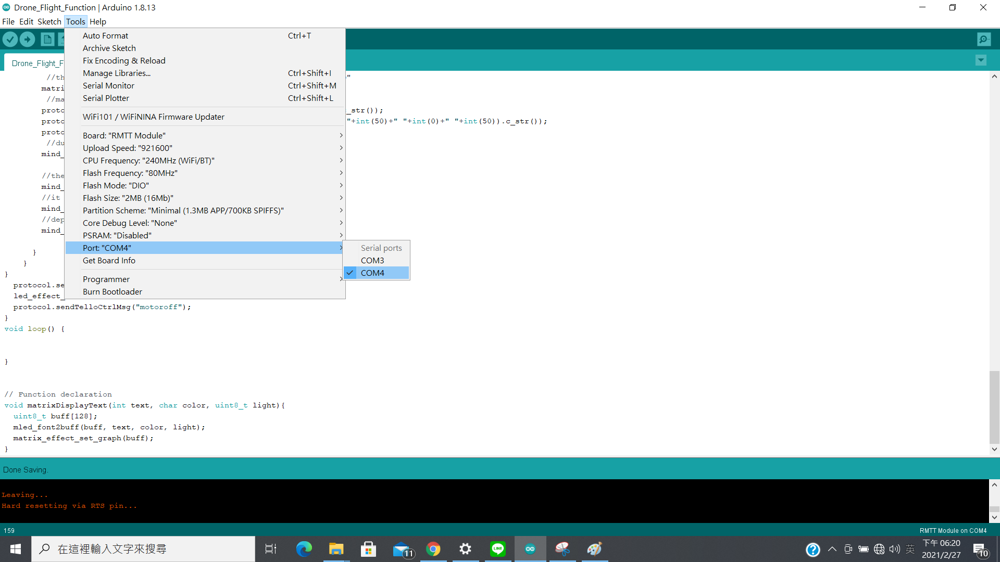 Drone_Flight_Function | Arduino 1.8.13
File Edit Sketch Tools Help
Auto Format Ctrl+T
Archive Sketch
Fix Encoding & Reload
Manage Libraries... Ctrl+Shift+I
Serial Monitor Ctrl+Shift+M
Serial Plotter Ctrl+Shift+L
WiFi101 / WiFiNINA Firmware Updater
Board: "RMTT Module"
Upload Speed: "921600"
CPU Frequency: "240MHz (WiFi/BT)"
Flash Frequency: "80MHz"
Flash Mode: "DIO"
Flash Size: "2MB (16Mb)"
Partition Scheme: "Minimal (1.3MB APP/700KB SPIFFS)"
Core Debug Level: "None"
PSRAM: "Disabled"
Port: "COM4"
Get Board Info
Programmer
Burn Bootloader
Serial ports
COM3
COM4
Drone_Flight_F
//th "
matri
//ma
proto _str());
proto "+int(50)+" "+int(0)+" "+int(50)).c_str());
proto
//du
mind_
//the
mind_
//it
mind_
//dep
mind_
}
}
}
protocol.se
led_effect_
protocol.sendTelloCtrlMsg("motoroff");
}
void loop() {
}
// Function declaration
void matrixDisplayText(int text, char color, uint8_t light){
uint8_t buff[128];
mled_font2buff(buff, text, color, light);
matrix_effect_set_graph(buff);
}
Done Saving.
Leaving...
Hard resetting via RTS pin...
159 RMTT Module on COM4
在這裡輸入文字來搜尋
11
LINE
英
下午 06:20
2021/2/27
10